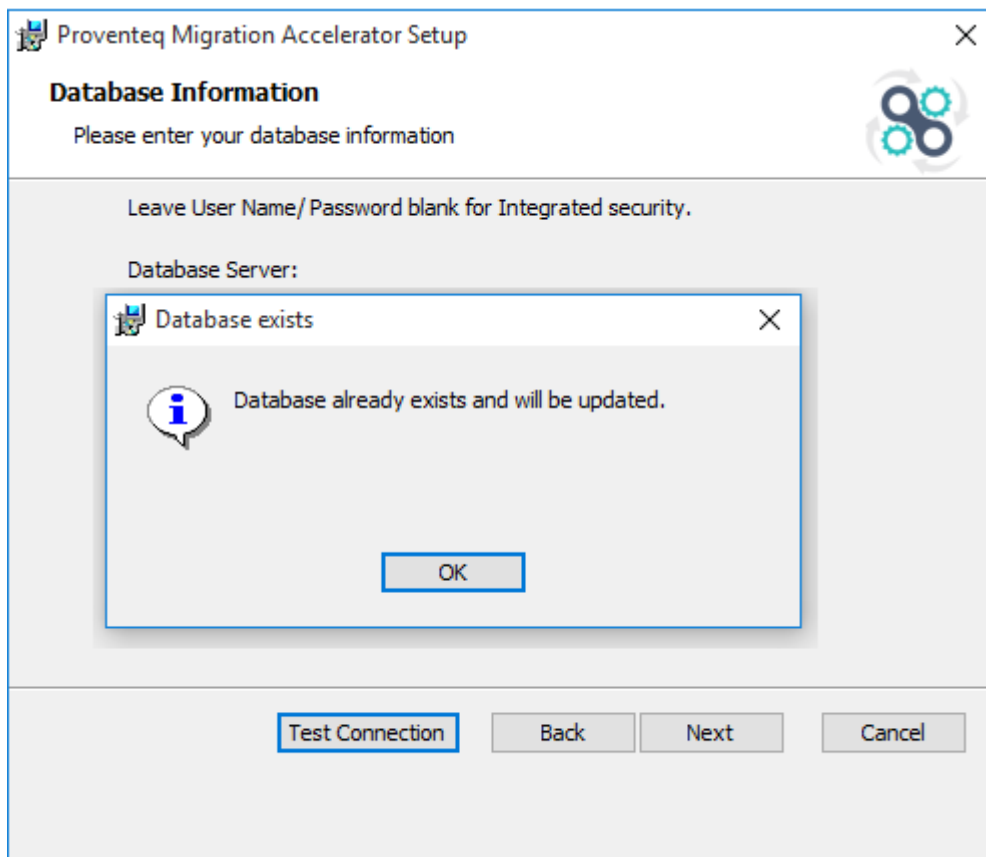 Proventeq Migration Accelerator Setup
Database Information
Please enter your database information
Leave User Name/ Password blank for Integrated security.
Database Server:
Database exists
Database already exists and will be updated.
OK
Test Connection Back Next Cancel